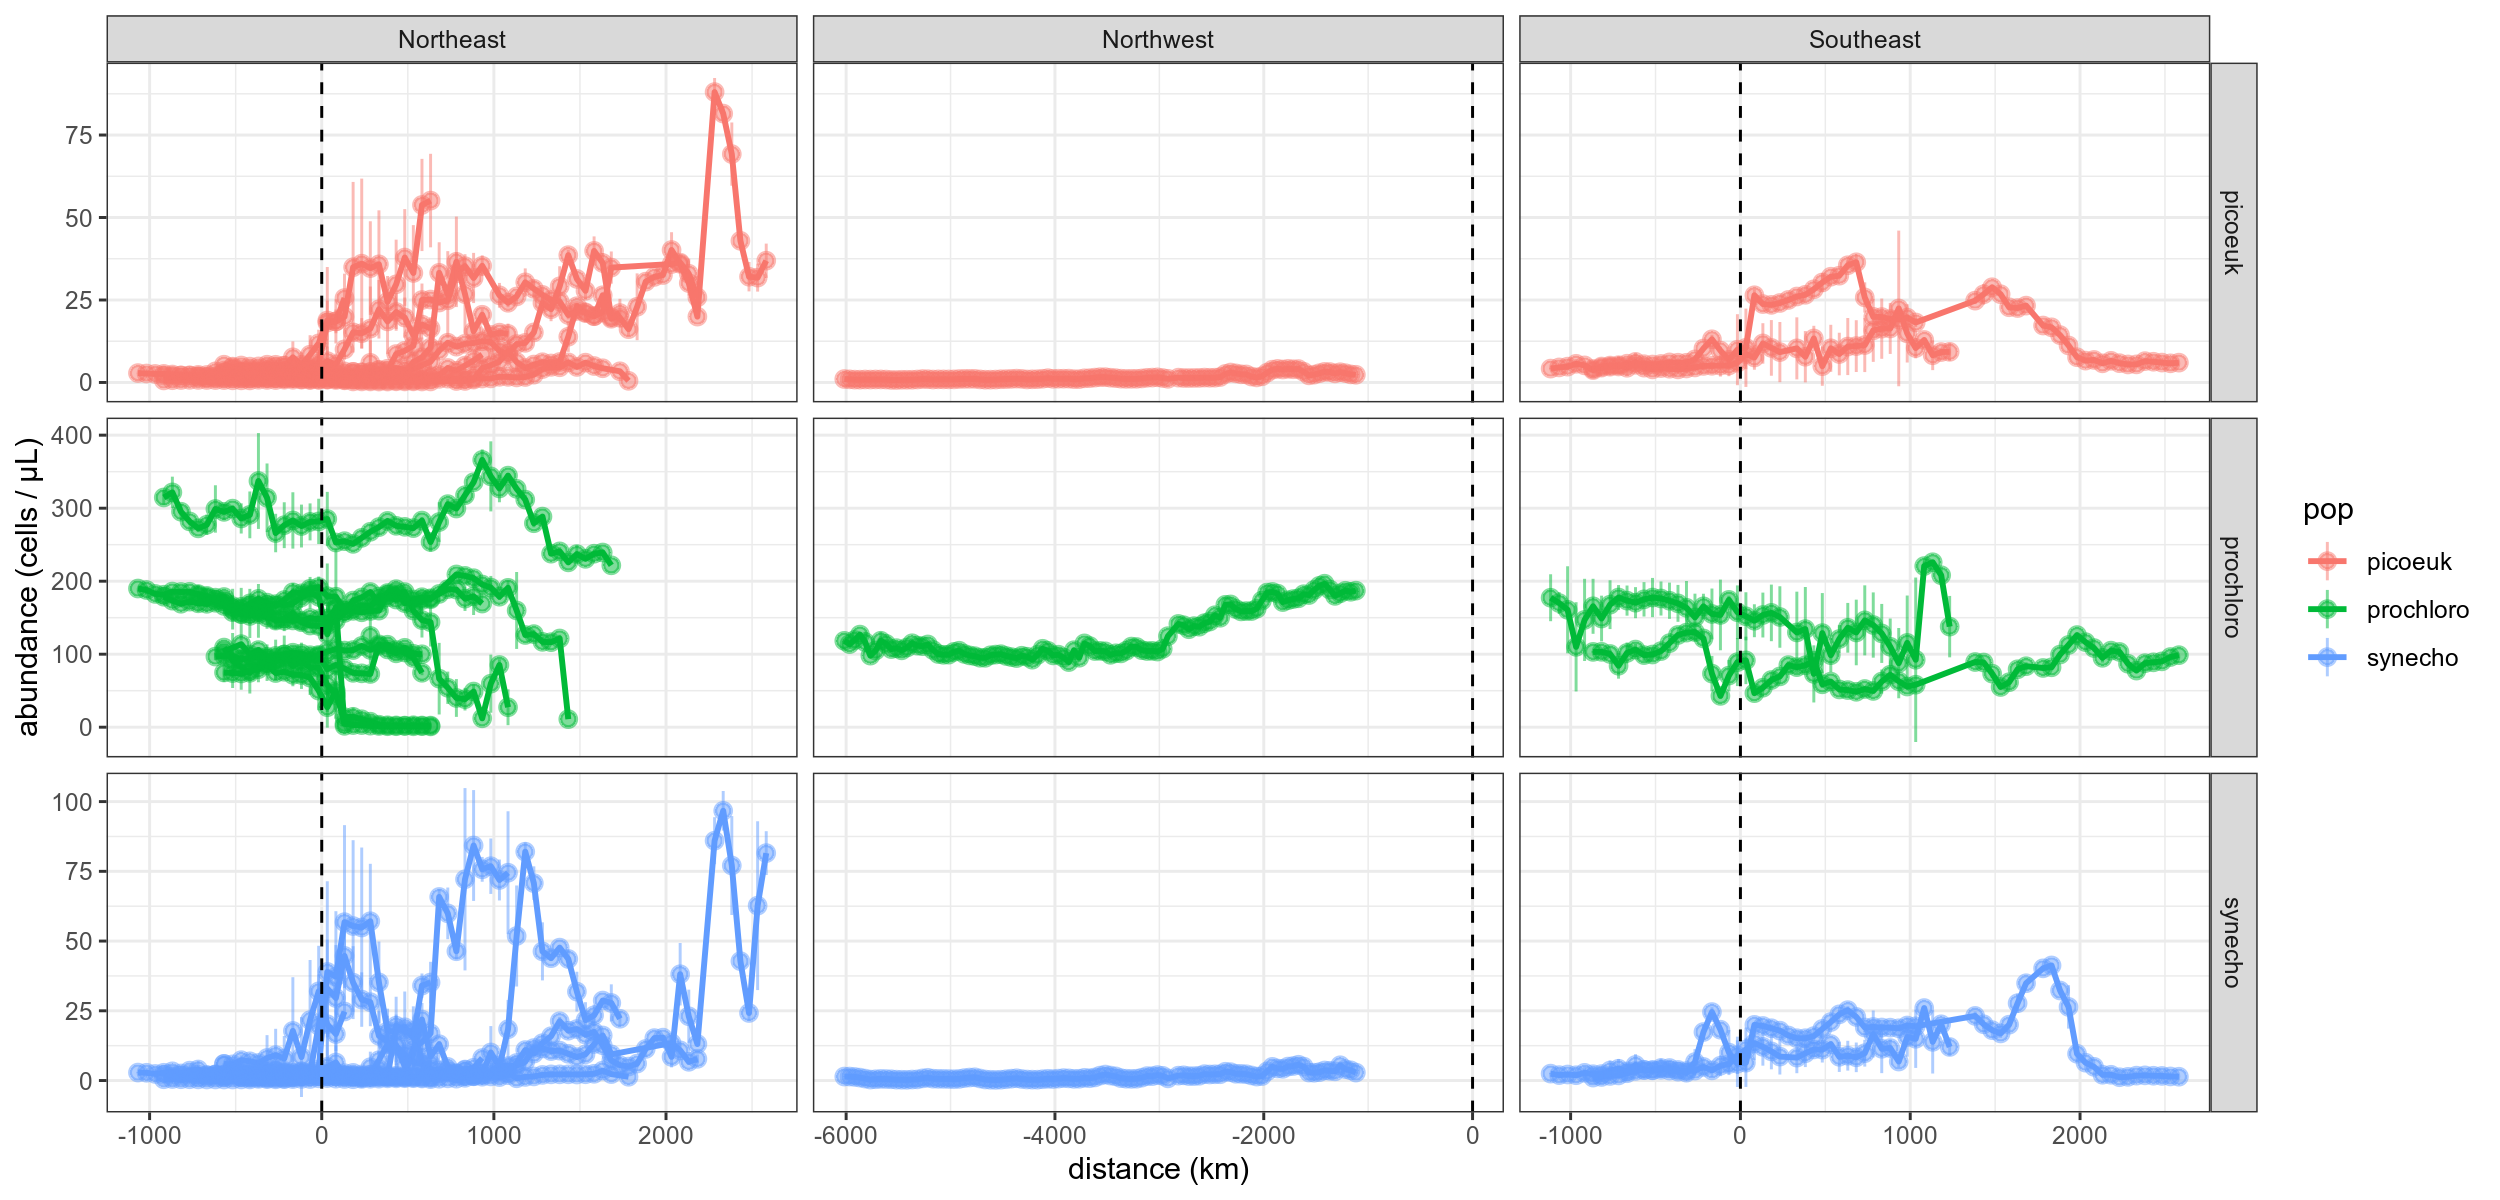 Northeast
Northwest
Southeast
picoeuk
prochloro
synecho
75
50
25
0
400
300
200
100
0
100
75
50
25
0
abundance (cells / μL)
-1000
0
1000
2000
-6000
-4000
-2000
0
-1000
0
1000
2000
distance (km)
pop
picoeuk
prochloro
synecho